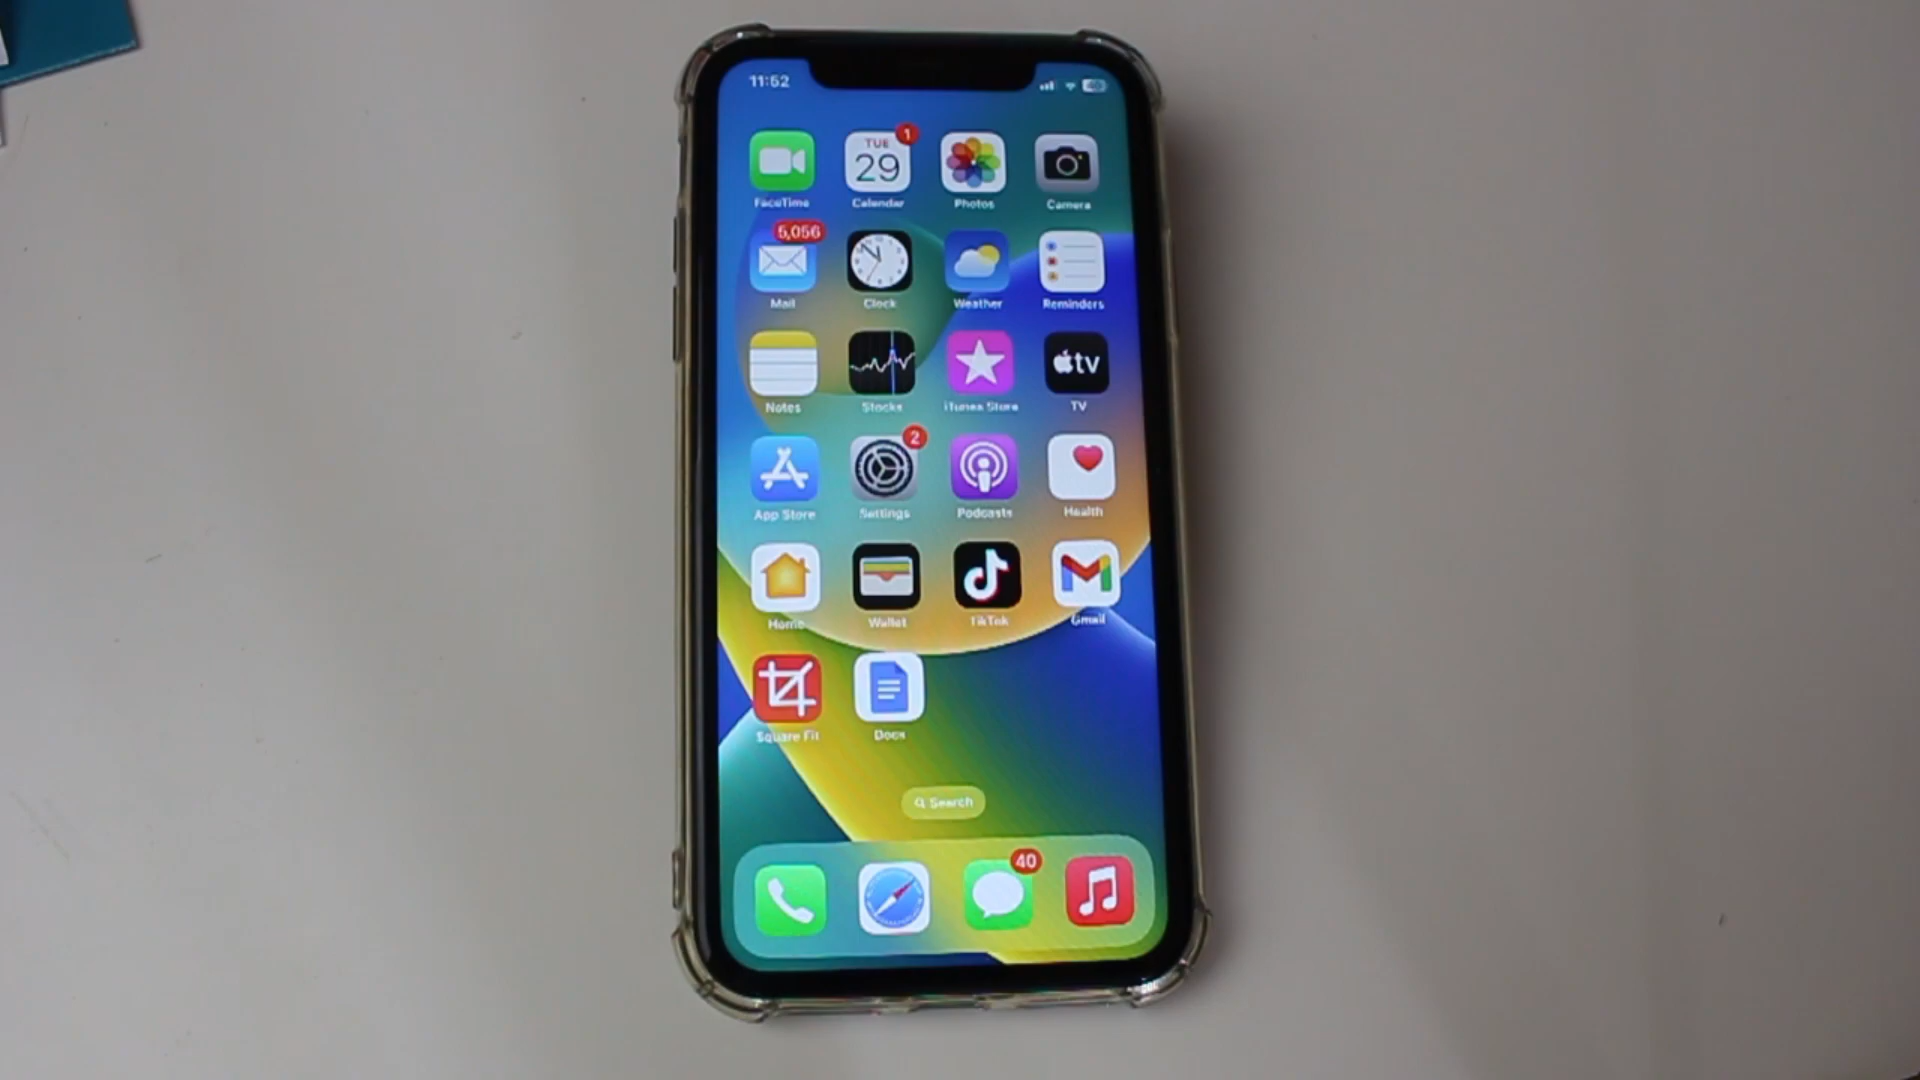 11:52
1
TUE
29
FaceTime Calendar Photos Camera
5,056
Mail Clock Weather Reminders
tv
Notes Stocks iTunes Store TV
2
App Store Settings Podcasts Health
Home Wallet TikTok Gmail
Square Fit Docs
Search
40